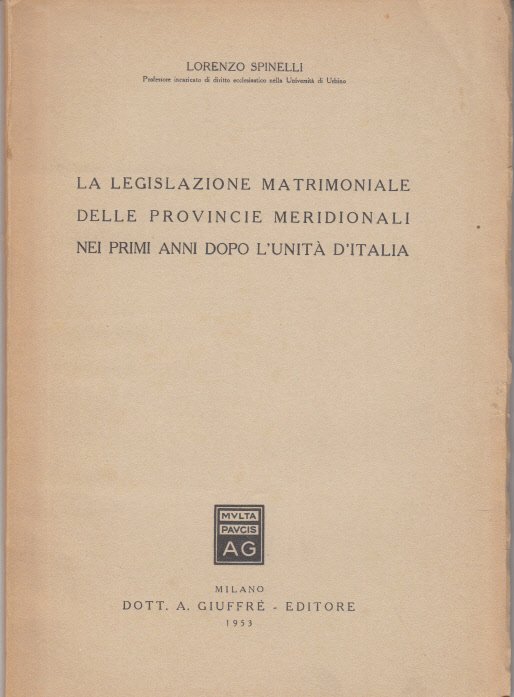 LORENZO SPINELLI
Professore incaricato di diritto ecclesiastico nella Università di Urbino
LA LEGISLAZIONE MATRIMONIALE
DELLE PROVINCIE MERIDIONALI
NEI PRIMI ANNI DOPO L'UNITÀ D'ITALIA
MVLTA
PAVCIS
AG
MILANO
DOTT. A. GIUFFRÈ - EDITORE
1953